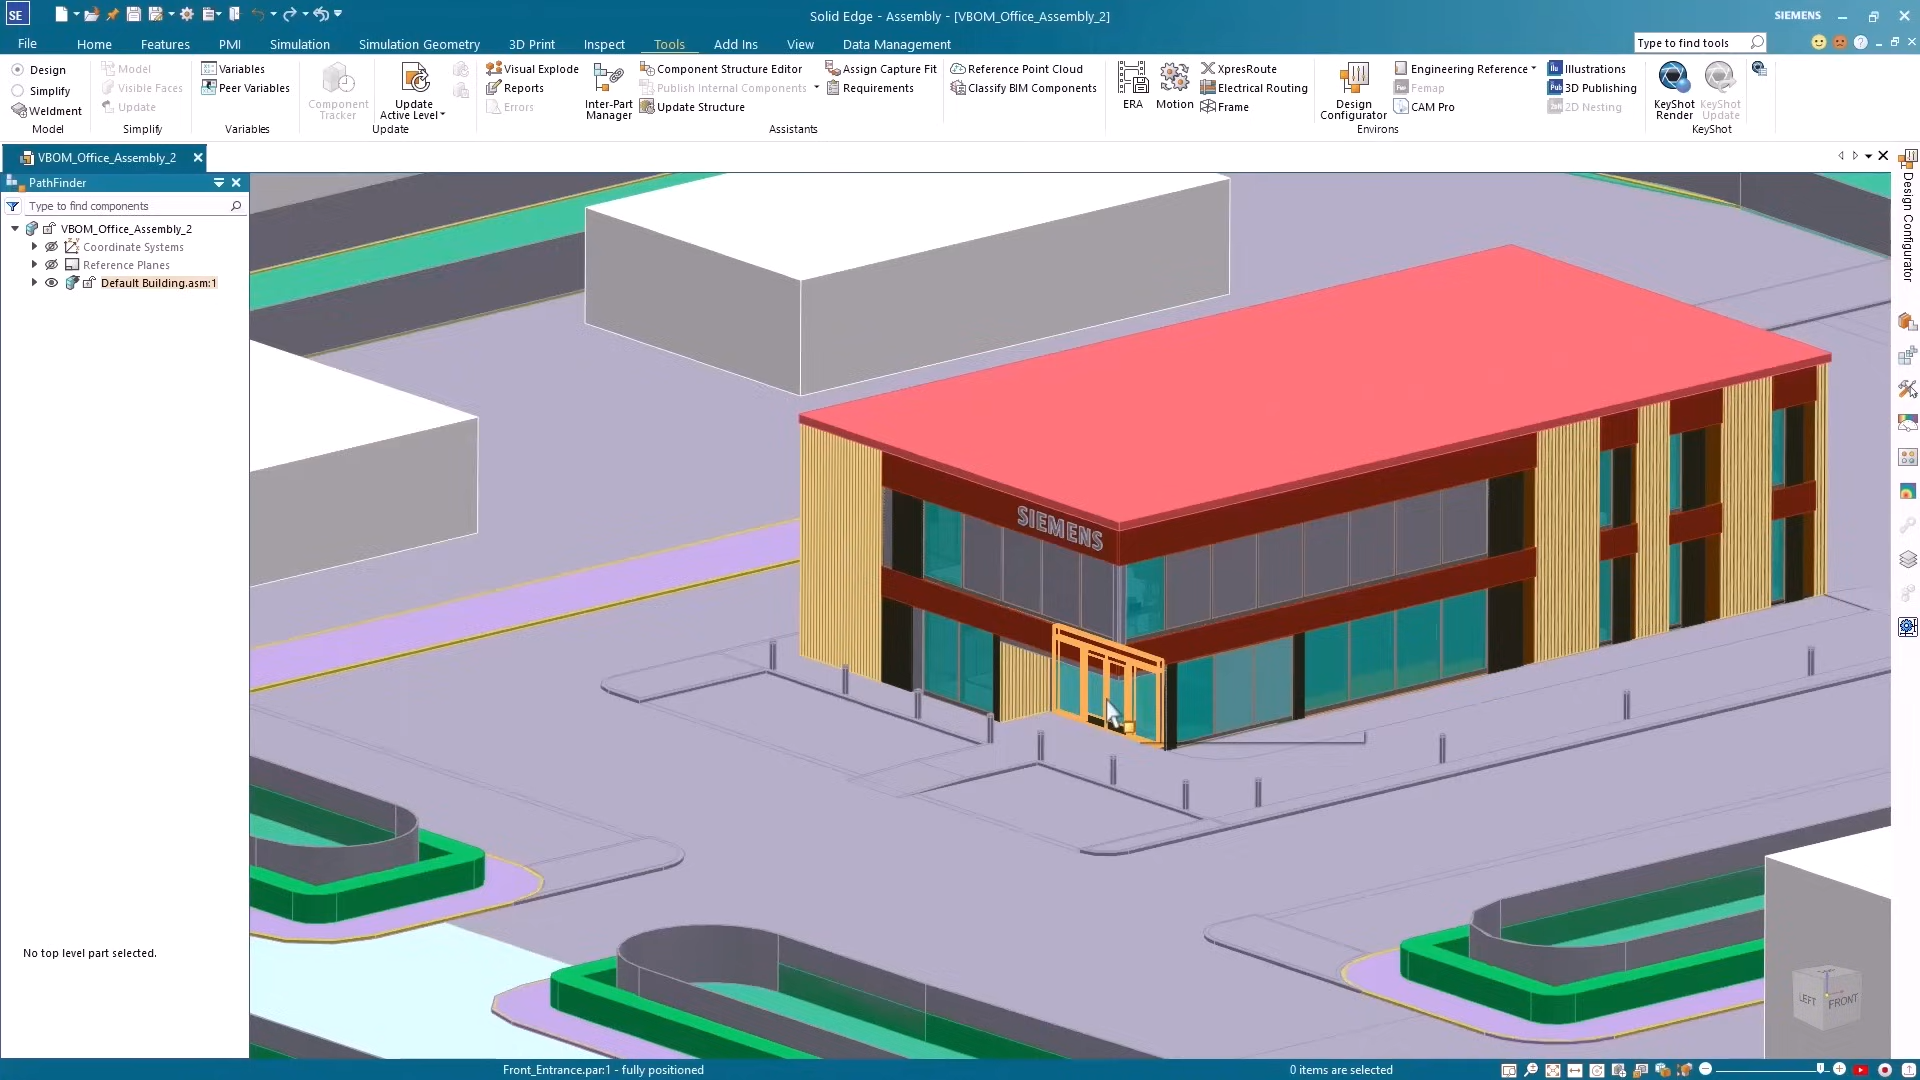 SE
Solid Edge - Assembly - [VBOM_Office_Assembly_2]
SIEMENS
File Home Features PMI Simulation Simulation Geometry 3D Print Inspect Tools Add Ins View Data Management
Type to find tools
Design
Simplify
Weldment
Model
Model
Visible Faces
Update
Simplify
Variables
Peer Variables
Variables
Component
Tracker
Update
Active Level
Update
Visual Explode
Reports
Errors
Inter-Part
Manager
Component Structure Editor
Publish Internal Components
Update Structure
Assign Capture Fit
Requirements
Assistants
Reference Point Cloud
Classify BIM Components
ERA
Motion
XpresRoute
Electrical Routing
Frame
Design
Configurator
Engineering Reference
Femap
CAM Pro
Environs
Illustrations
3D Publishing
2D Nesting
KeyShot
Render
KeyShot
Update
KeyShot
VBOM_Office_Assembly_2
PathFinder
Type to find components
VBOM_Office_Assembly_2
Coordinate Systems
Reference Planes
Default Building.asm:1
No top level part selected.
SIEMENS
Design Configurator
LEFT
FRONT
Front_Entrance.par:1 - fully positioned
0 items are selected